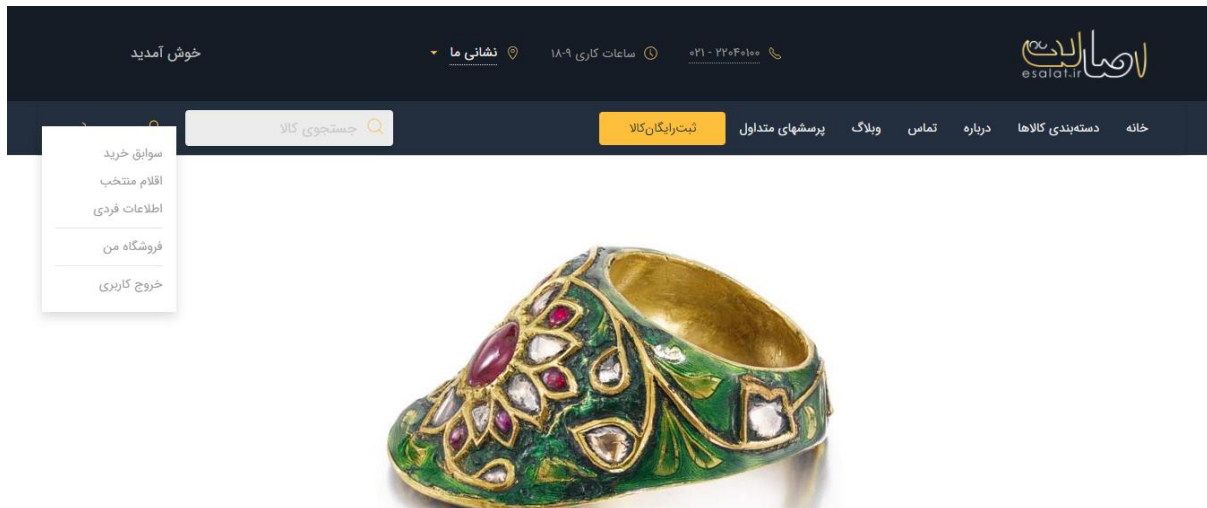 اصالت
esalat.ir
۰۲۱ - ۲۲۰۴۰۱۰۰
ساعات کاری ۹-۱۸
نشانی ما
خوش آمدید
خانه
دسته‌بندی کالاها
درباره
تماس
وبلاگ
پرسشهای متداول
ثبت‌رایگان‌کالا
جستجوی کالا
سوابق خرید
اقلام منتخب
اطلاعات فردی
فروشگاه من
خروج کاربری